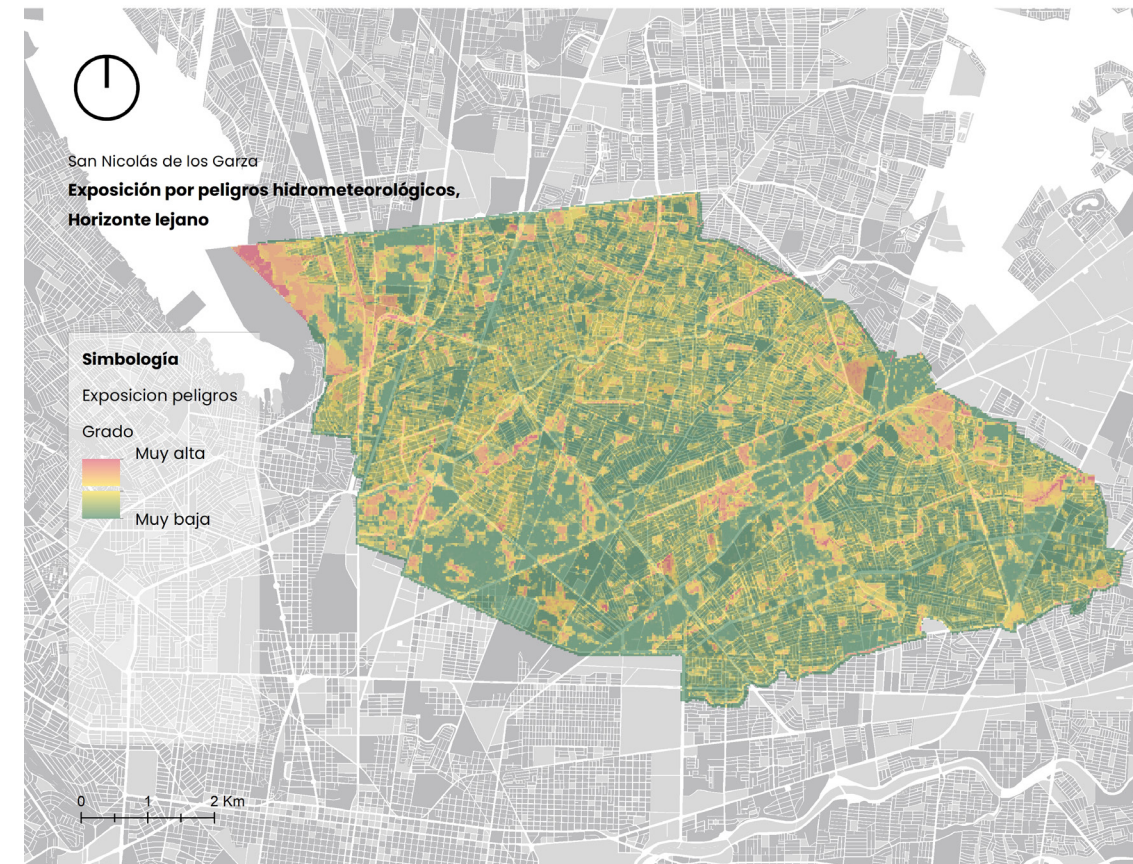 San Nicolás de los Garza
Exposición por peligros hidrometeorológicos,
Horizonte lejano
Simbología
Exposicion peligros
Grado
Muy alta
Muy baja
0 1 2 Km